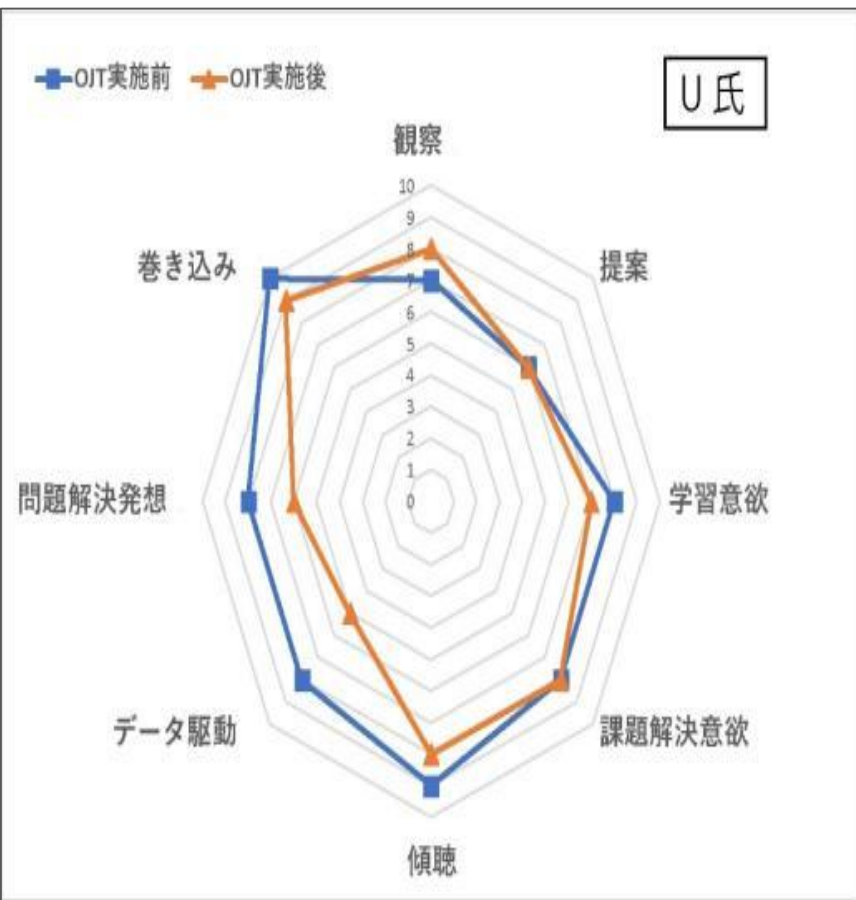 OJT実施前 OJT実施後
U 氏
観察
10
9
8
7
6
5
4
3
2
1
0
提案
学習意欲
課題解決意欲
傾聴
データ駆動
問題解決発想
巻き込み